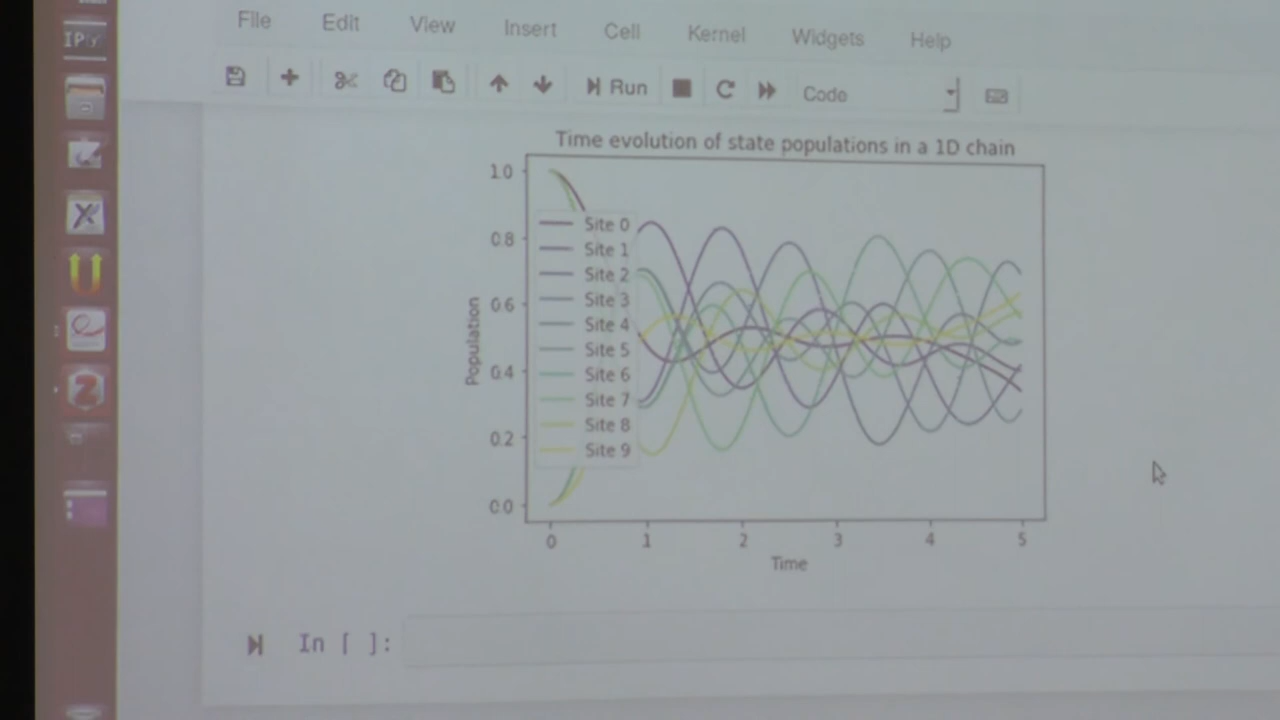 IP[y]
File Edit View Insert Cell Kernel Widgets Help
Run Code
Time evolution of state populations in a 1D chain
1.0
0.8
0.6
0.4
0.2
0.0
Population
Site 0
Site 1
Site 2
Site 3
Site 4
Site 5
Site 6
Site 7
Site 8
Site 9
0 1 2 3 4 5
Time
In [ ]: